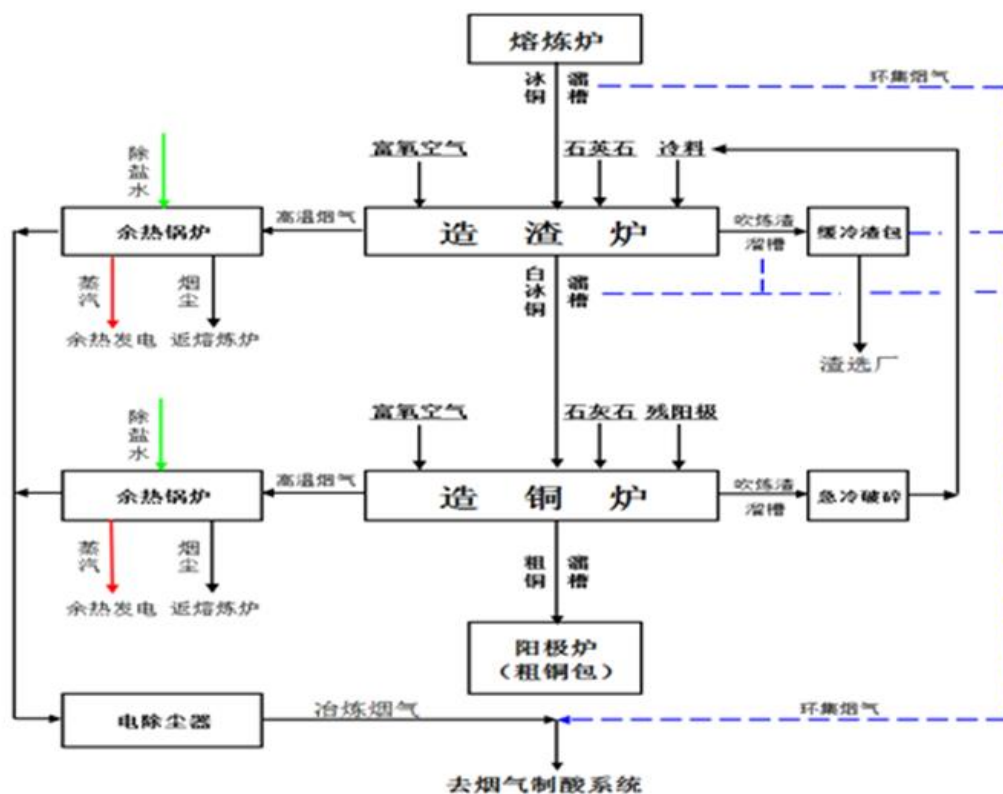 熔炼炉
冰铜 溜槽
环集烟气
除盐水
富氧空气
石英石
冷料
余热锅炉
高温烟气
造渣炉
吹炼渣
溜槽
缓冷渣包
蒸汽
烟尘
白冰铜 溜槽
余热发电
返熔炼炉
渣选厂
除盐水
富氧空气
石灰石
残阳极
余热锅炉
高温烟气
造铜炉
吹炼渣
溜槽
急冷破碎
蒸汽
烟尘
粗铜 溜槽
余热发电
返熔炼炉
阳极炉
（粗铜包）
电除尘器
冶炼烟气
环集烟气
去烟气制酸系统